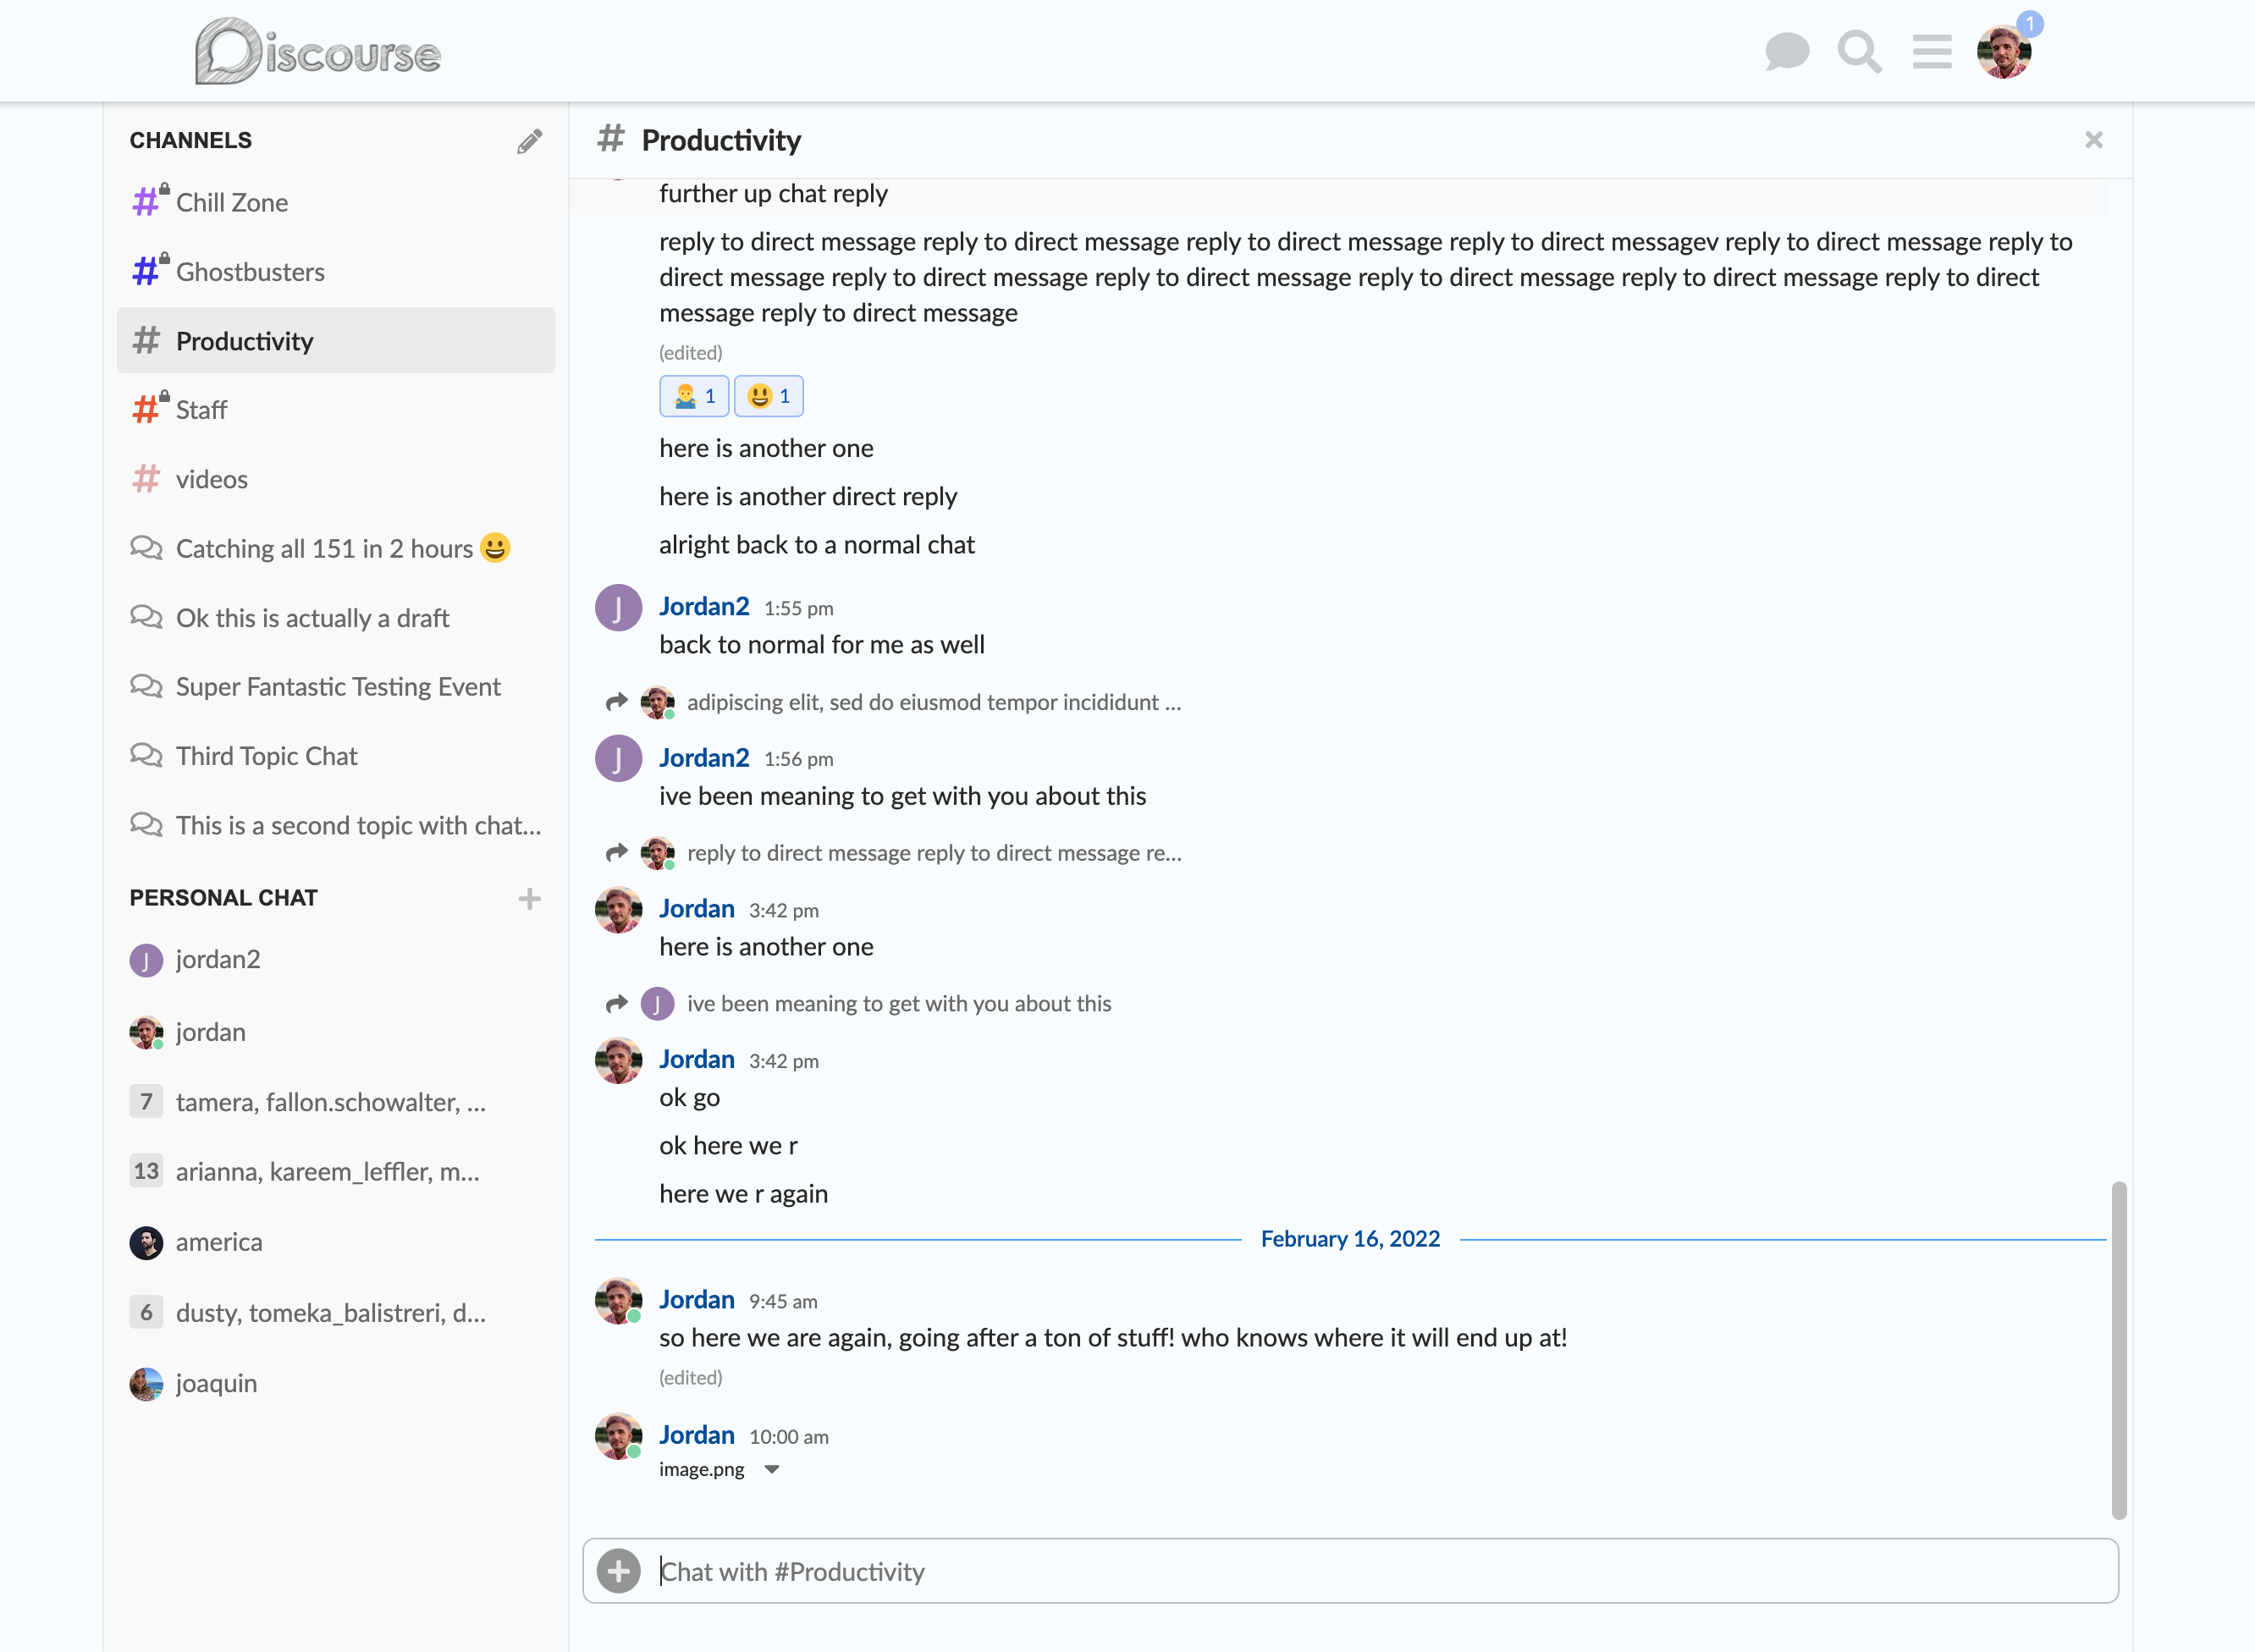 Discourse
1
CHANNELS
Chill Zone
Ghostbusters
Productivity
Staff
videos
Catching all 151 in 2 hours 😃
Ok this is actually a draft
Super Fantastic Testing Event
Third Topic Chat
This is a second topic with chat...
PERSONAL CHAT
J jordan2
jordan
7 tamera, fallon.schowalter, ...
13 arianna, kareem_leffler, m...
america
6 dusty, tomeka_balistreri, d...
joaquin
# Productivity
further up chat reply
reply to direct message reply to direct message reply to direct message reply to direct messagev reply to direct message reply to
direct message reply to direct message reply to direct message reply to direct message reply to direct message reply to direct
message reply to direct message
(edited)
1 😃 1
here is another one
here is another direct reply
alright back to a normal chat
J Jordan2 1:55 pm
back to normal for me as well
adipiscing elit, sed do eiusmod tempor incididunt ...
J Jordan2 1:56 pm
ive been meaning to get with you about this
reply to direct message reply to direct message re...
Jordan 3:42 pm
here is another one
J ive been meaning to get with you about this
Jordan 3:42 pm
ok go
ok here we r
here we r again
February 16, 2022
Jordan 9:45 am
so here we are again, going after a ton of stuff! who knows where it will end up at!
(edited)
Jordan 10:00 am
image.png
Chat with #Productivity